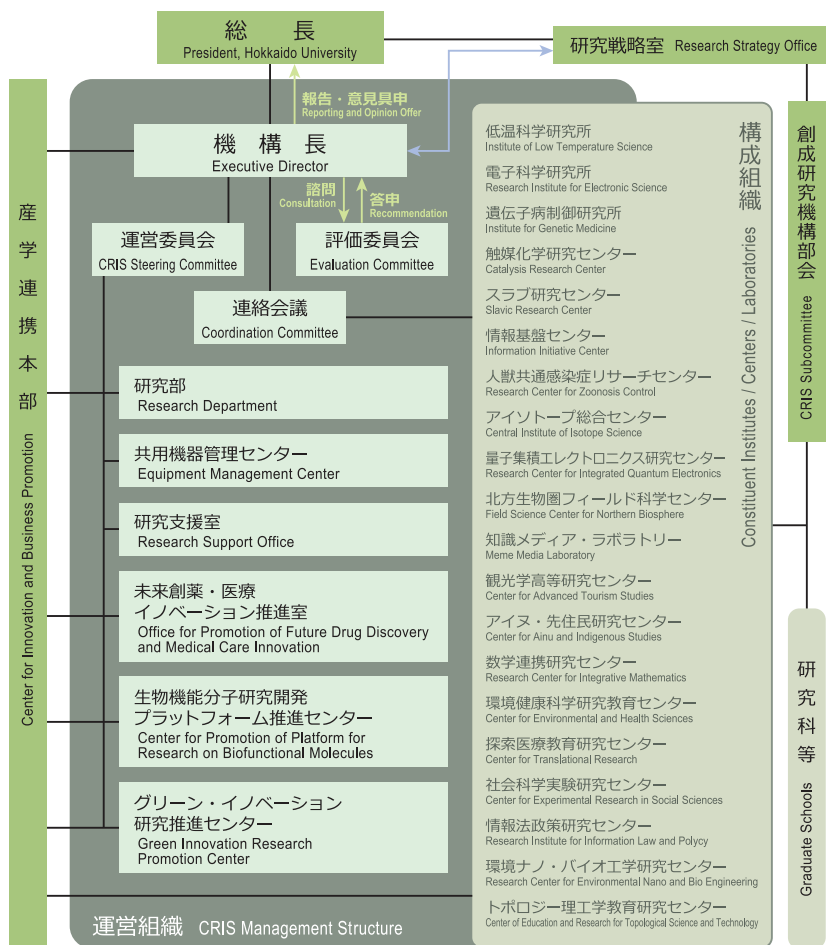 総長
President, Hokkaido University
研究戦略室 Research Strategy Office
報告・意見具申
Reporting and Opinion Offer
機構長
Executive Director
諮問
Consultation
答申
Recommendation
運営委員会
CRIS Steering Committee
評価委員会
Evaluation Committee
連絡会議
Coordination Committee
研究部
Research Department
共用機器管理センター
Equipment Management Center
研究支援室
Research Support Office
未来創薬・医療
イノベーション推進室
Office for Promotion of Future Drug Discovery
and Medical Care Innovation
生物機能分子研究開発
プラットフォーム推進センター
Center for Promotion of Platform for
Research on Biofunctional Molecules
グリーン・イノベーション
研究推進センター
Green Innovation Research
Promotion Center
運営組織 CRIS Management Structure
産学連携本部 Center for Innovation and Business Promotion
低温科学研究所
Institute of Low Temperature Science
電子科学研究所
Research Institute for Electronic Science
遺伝子病制御研究所
Institute for Genetic Medicine
触媒化学研究センター
Catalysis Research Center
スラブ研究センター
Slavic Research Center
情報基盤センター
Information Initiative Center
人獣共通感染症リサーチセンター
Research Center for Zoonosis Control
アイソトープ総合センター
Central Institute of Isotope Science
量子集積エレクトロニクス研究センター
Research Center for Integrated Quantum Electronics
北方生物圏フィールド科学センター
Field Science Center for Northern Biosphere
知識メディア・ラボラトリー
Meme Media Laboratory
観光学高等研究センター
Center for Advanced Tourism Studies
アイヌ・先住民研究センター
Center for Ainu and Indigenous Studies
数学連携研究センター
Research Center for Integrative Mathematics
環境健康科学研究教育センター
Center for Environmental and Health Sciences
探索医療教育研究センター
Center for Translational Research
社会科学実験研究センター
Center for Experimental Research in Social Sciences
情報法政策研究センター
Research Institute for Information Law and Polycy
環境ナノ・バイオ工学研究センター
Research Center for Environmental Nano and Bio Engineering
トポロジー理工学教育研究センター
Center of Education and Research for Topological Science and Technology
構成組織 Constituent Institutes / Centers / Laboratories
創成研究機構部会 CRIS Subcommittee
研究科等 Graduate Schools